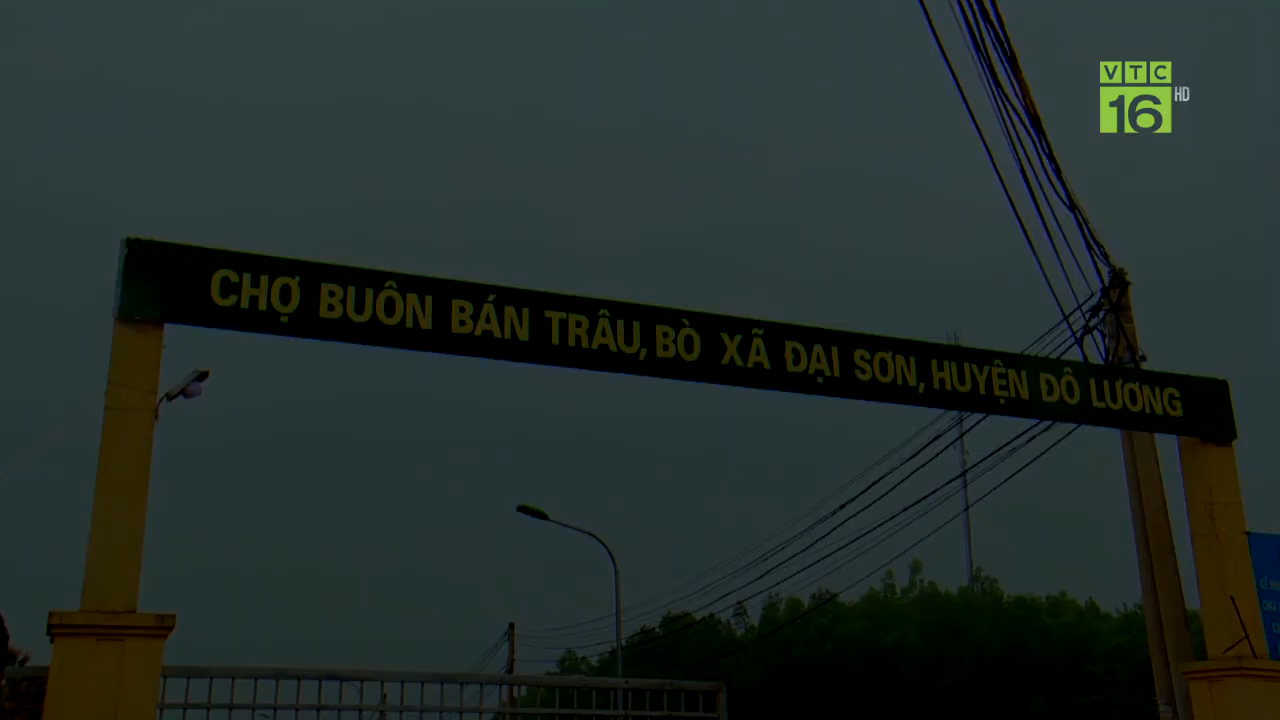 VTC
16 HD
CHỢ BUÔN BÁN TRÂU, BÒ XÃ ĐẠI SƠN, HUYỆN ĐÔ LƯƠNG